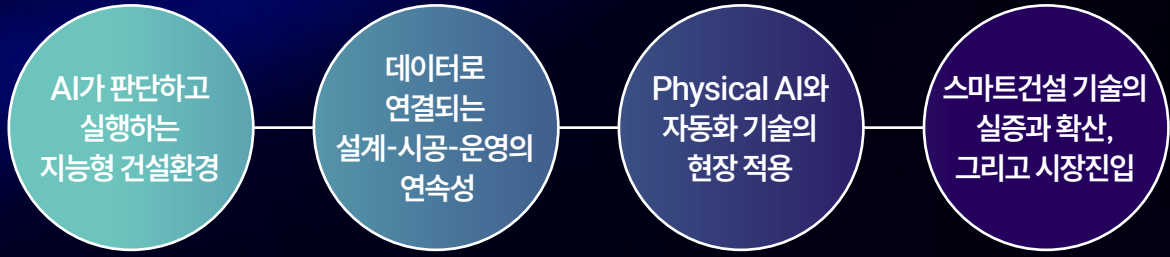 AI가 판단하고
실행하는
지능형 건설환경
데이터로
연결되는
설계-시공-운영의
연속성
Physical AI와
자동화 기술의
현장 적용
스마트건설 기술의
실증과 확산,
그리고 시장진입